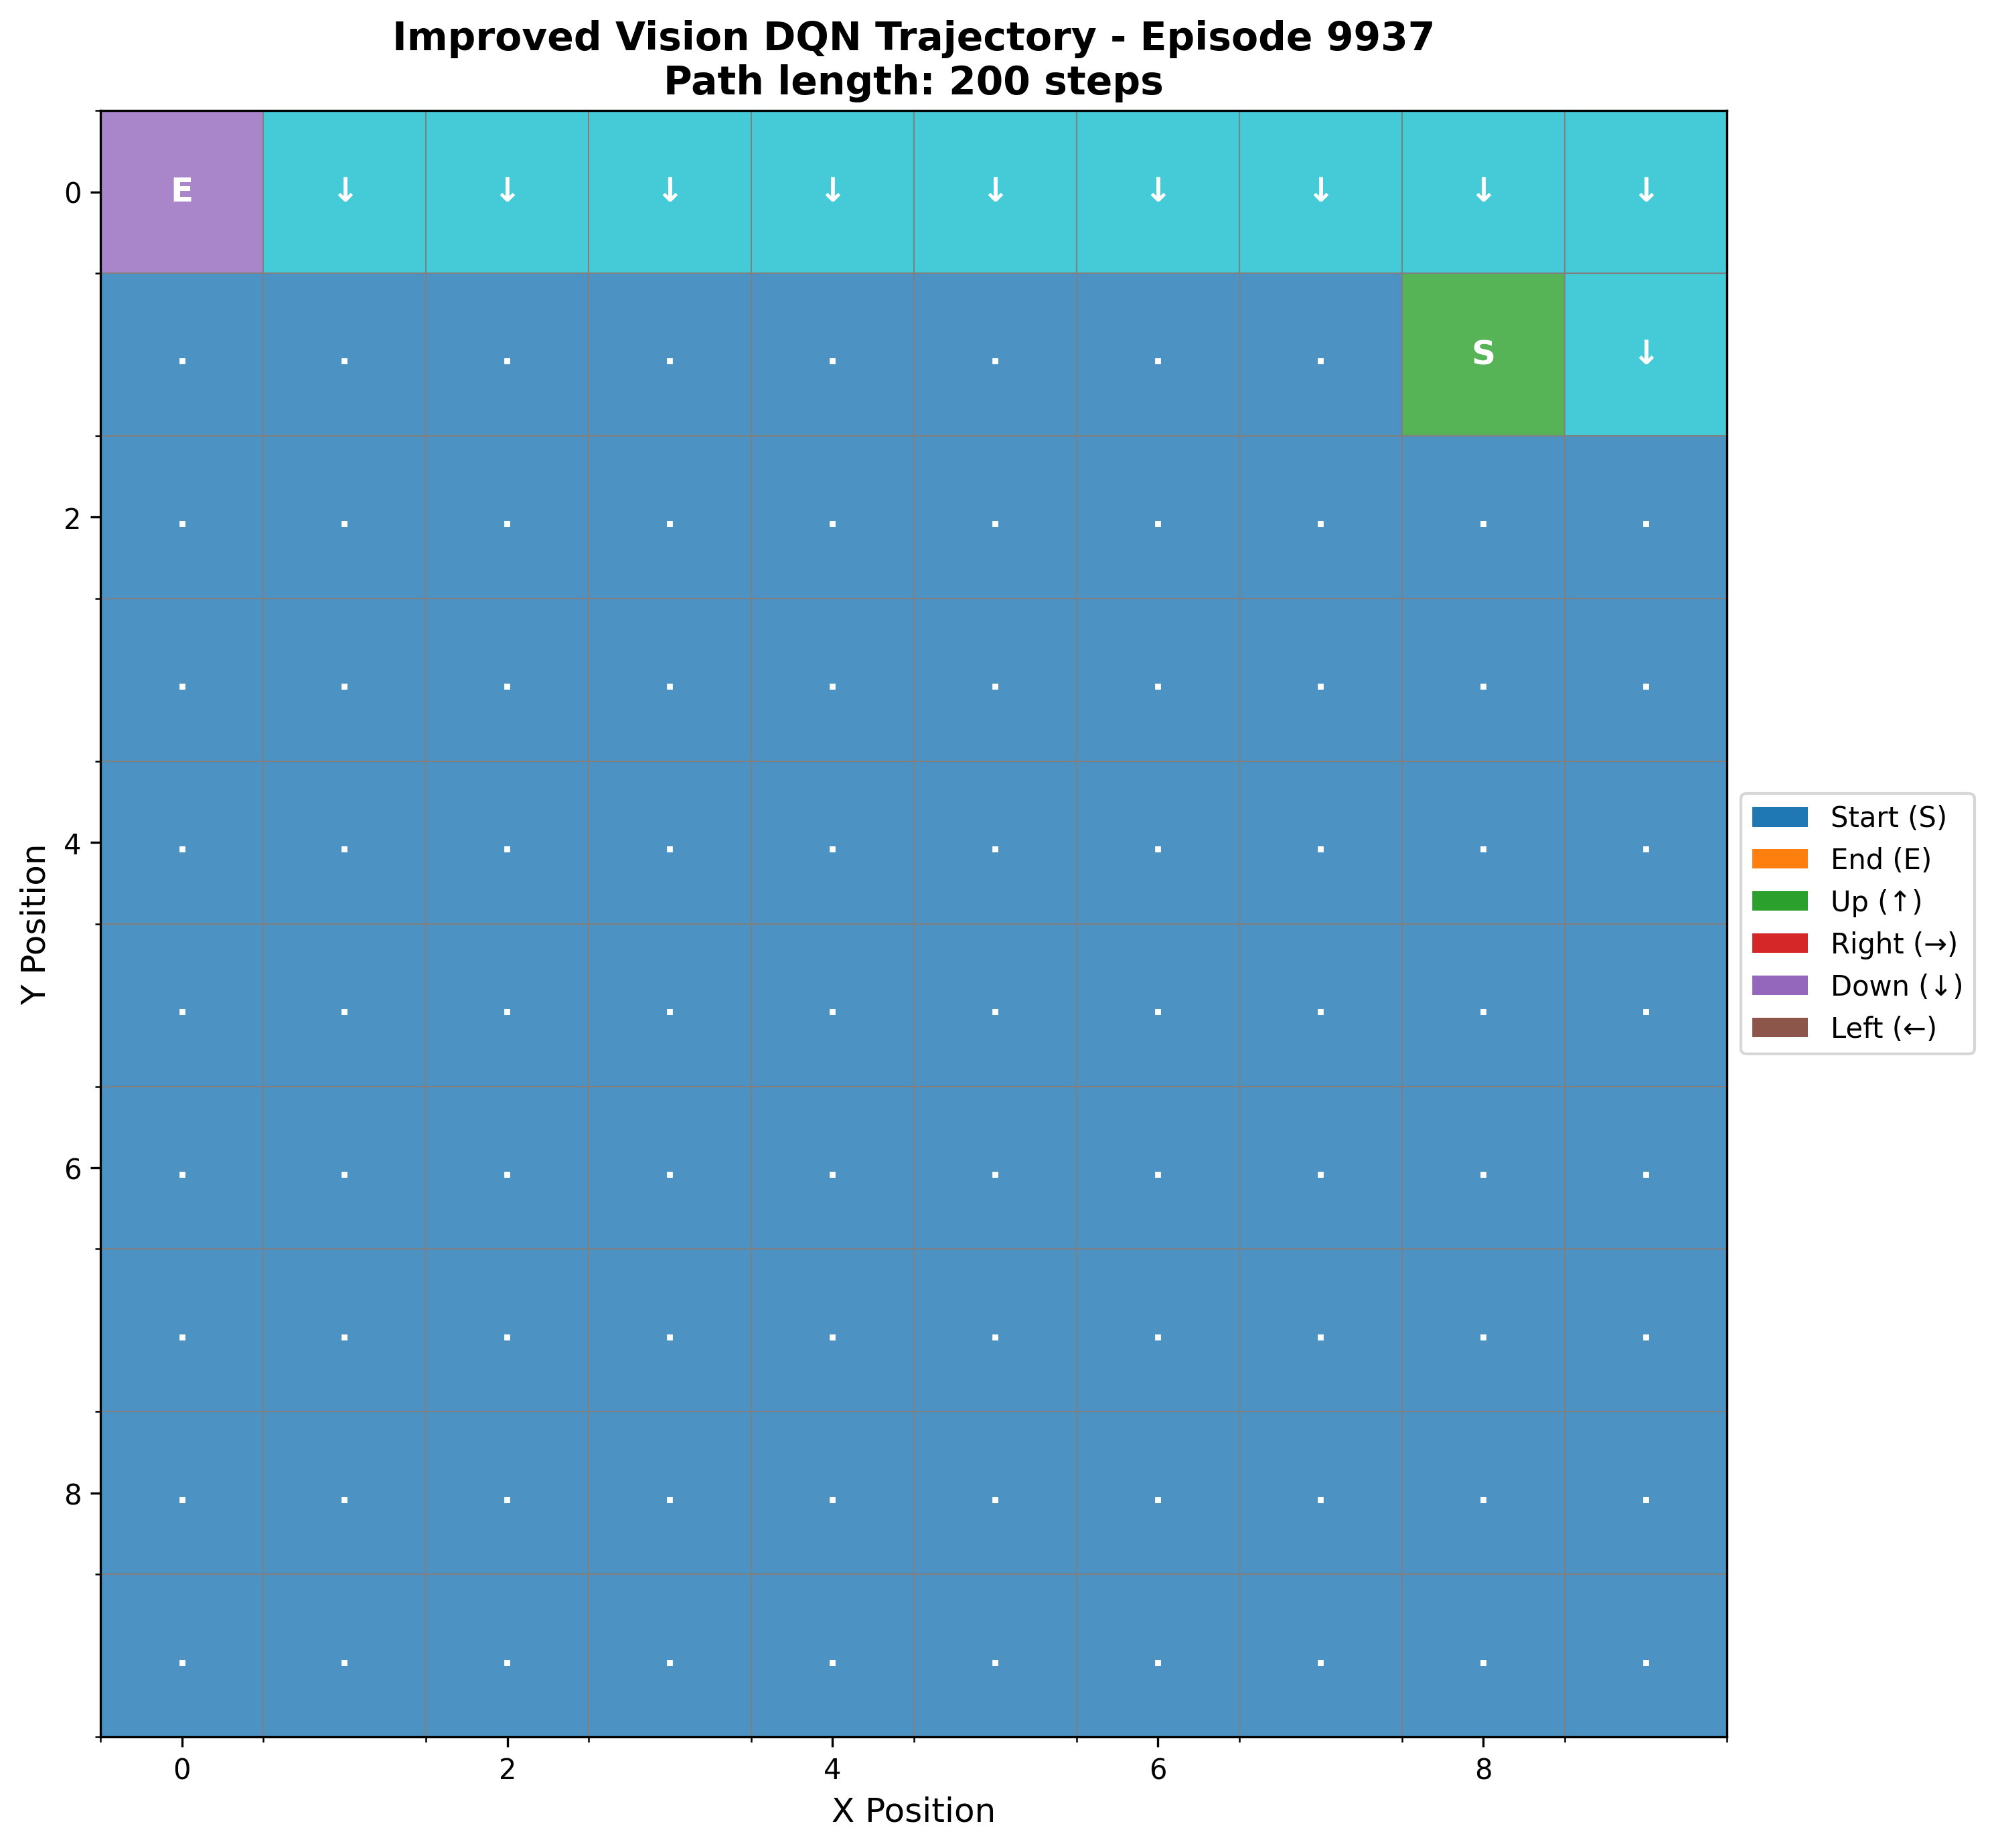 Improved Vision DQN Trajectory - Episode 9937
Path length: 200 steps
E ↓ ↓ ↓ ↓ ↓ ↓ ↓ ↓ ↓
. . . . . . . . S ↓
. . . . . . . . . .
. . . . . . . . . .
. . . . . . . . . .
. . . . . . . . . .
. . . . . . . . . .
. . . . . . . . . .
. . . . . . . . . .
. . . . . . . . . .
0
2
4
6
8
Y Position
0 2 4 6 8
X Position
Start (S)
End (E)
Up (↑)
Right (→)
Down (↓)
Left (←)